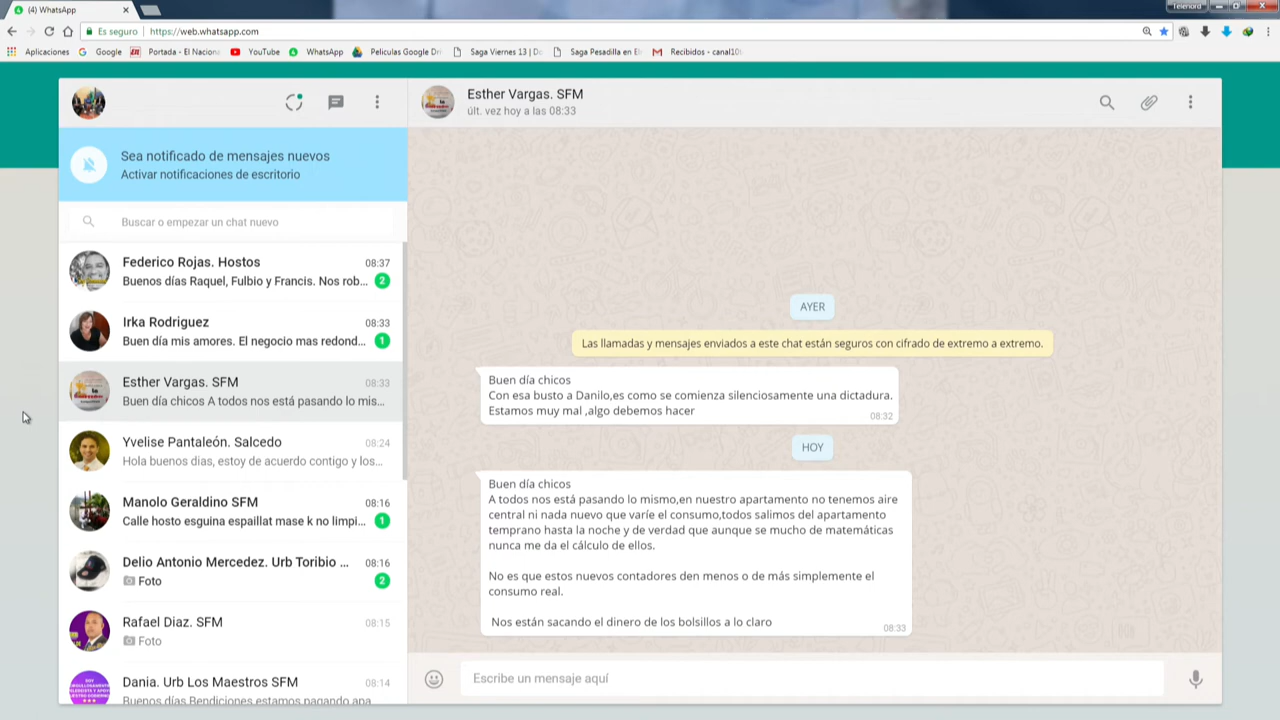 (4) WhatsApp
Telenord
Es seguro | https://web.whatsapp.com
Aplicaciones
Google
Portada - El Naciona
YouTube
WhatsApp
Peliculas Google Dri
Saga Viernes 13 | Do
Saga Pesadilla en El
Recibidos - canal10
Esther Vargas. SFM
últ. vez hoy a las 08:33
Sea notificado de mensajes nuevos
Activar notificaciones de escritorio
Buscar o empezar un chat nuevo
Federico Rojas. Hostos
08:37
Buenos días Raquel, Fulbio y Francis. Nos rob...
2
Irka Rodriguez
08:33
Buen día mis amores. El negocio mas redond...
1
Esther Vargas. SFM
08:33
Buen día chicos A todos nos está pasando lo mis...
Yvelise Pantaleón. Salcedo
08:24
Hola buenos dias, estoy de acuerdo contigo y los...
Manolo Geraldino SFM
08:16
Calle hosto esguina espaillat mase k no limpi...
1
Delio Antonio Mercedez. Urb Toribio ...
08:16
Foto
2
Rafael Diaz. SFM
08:15
Foto
Dania. Urb Los Maestros SFM
08:14
Buenos días Bendiciones estamos pagando apa
AYER
Las llamadas y mensajes enviados a este chat están seguros con cifrado de extremo a extremo.
Buen día chicos
Con esa busto a Danilo,es como se comienza silenciosamente una dictadura.
Estamos muy mal ,algo debemos hacer
08:32
HOY
Buen día chicos
A todos nos está pasando lo mismo,en nuestro apartamento no tenemos aire
central ni nada nuevo que varíe el consumo,todos salimos del apartamento
temprano hasta la noche y de verdad que aunque se mucho de matemáticas
nunca me da el cálculo de ellos.
No es que estos nuevos contadores den menos o de más simplemente el
consumo real.
Nos están sacando el dinero de los bolsillos a lo claro
08:33
Escribe un mensaje aquí